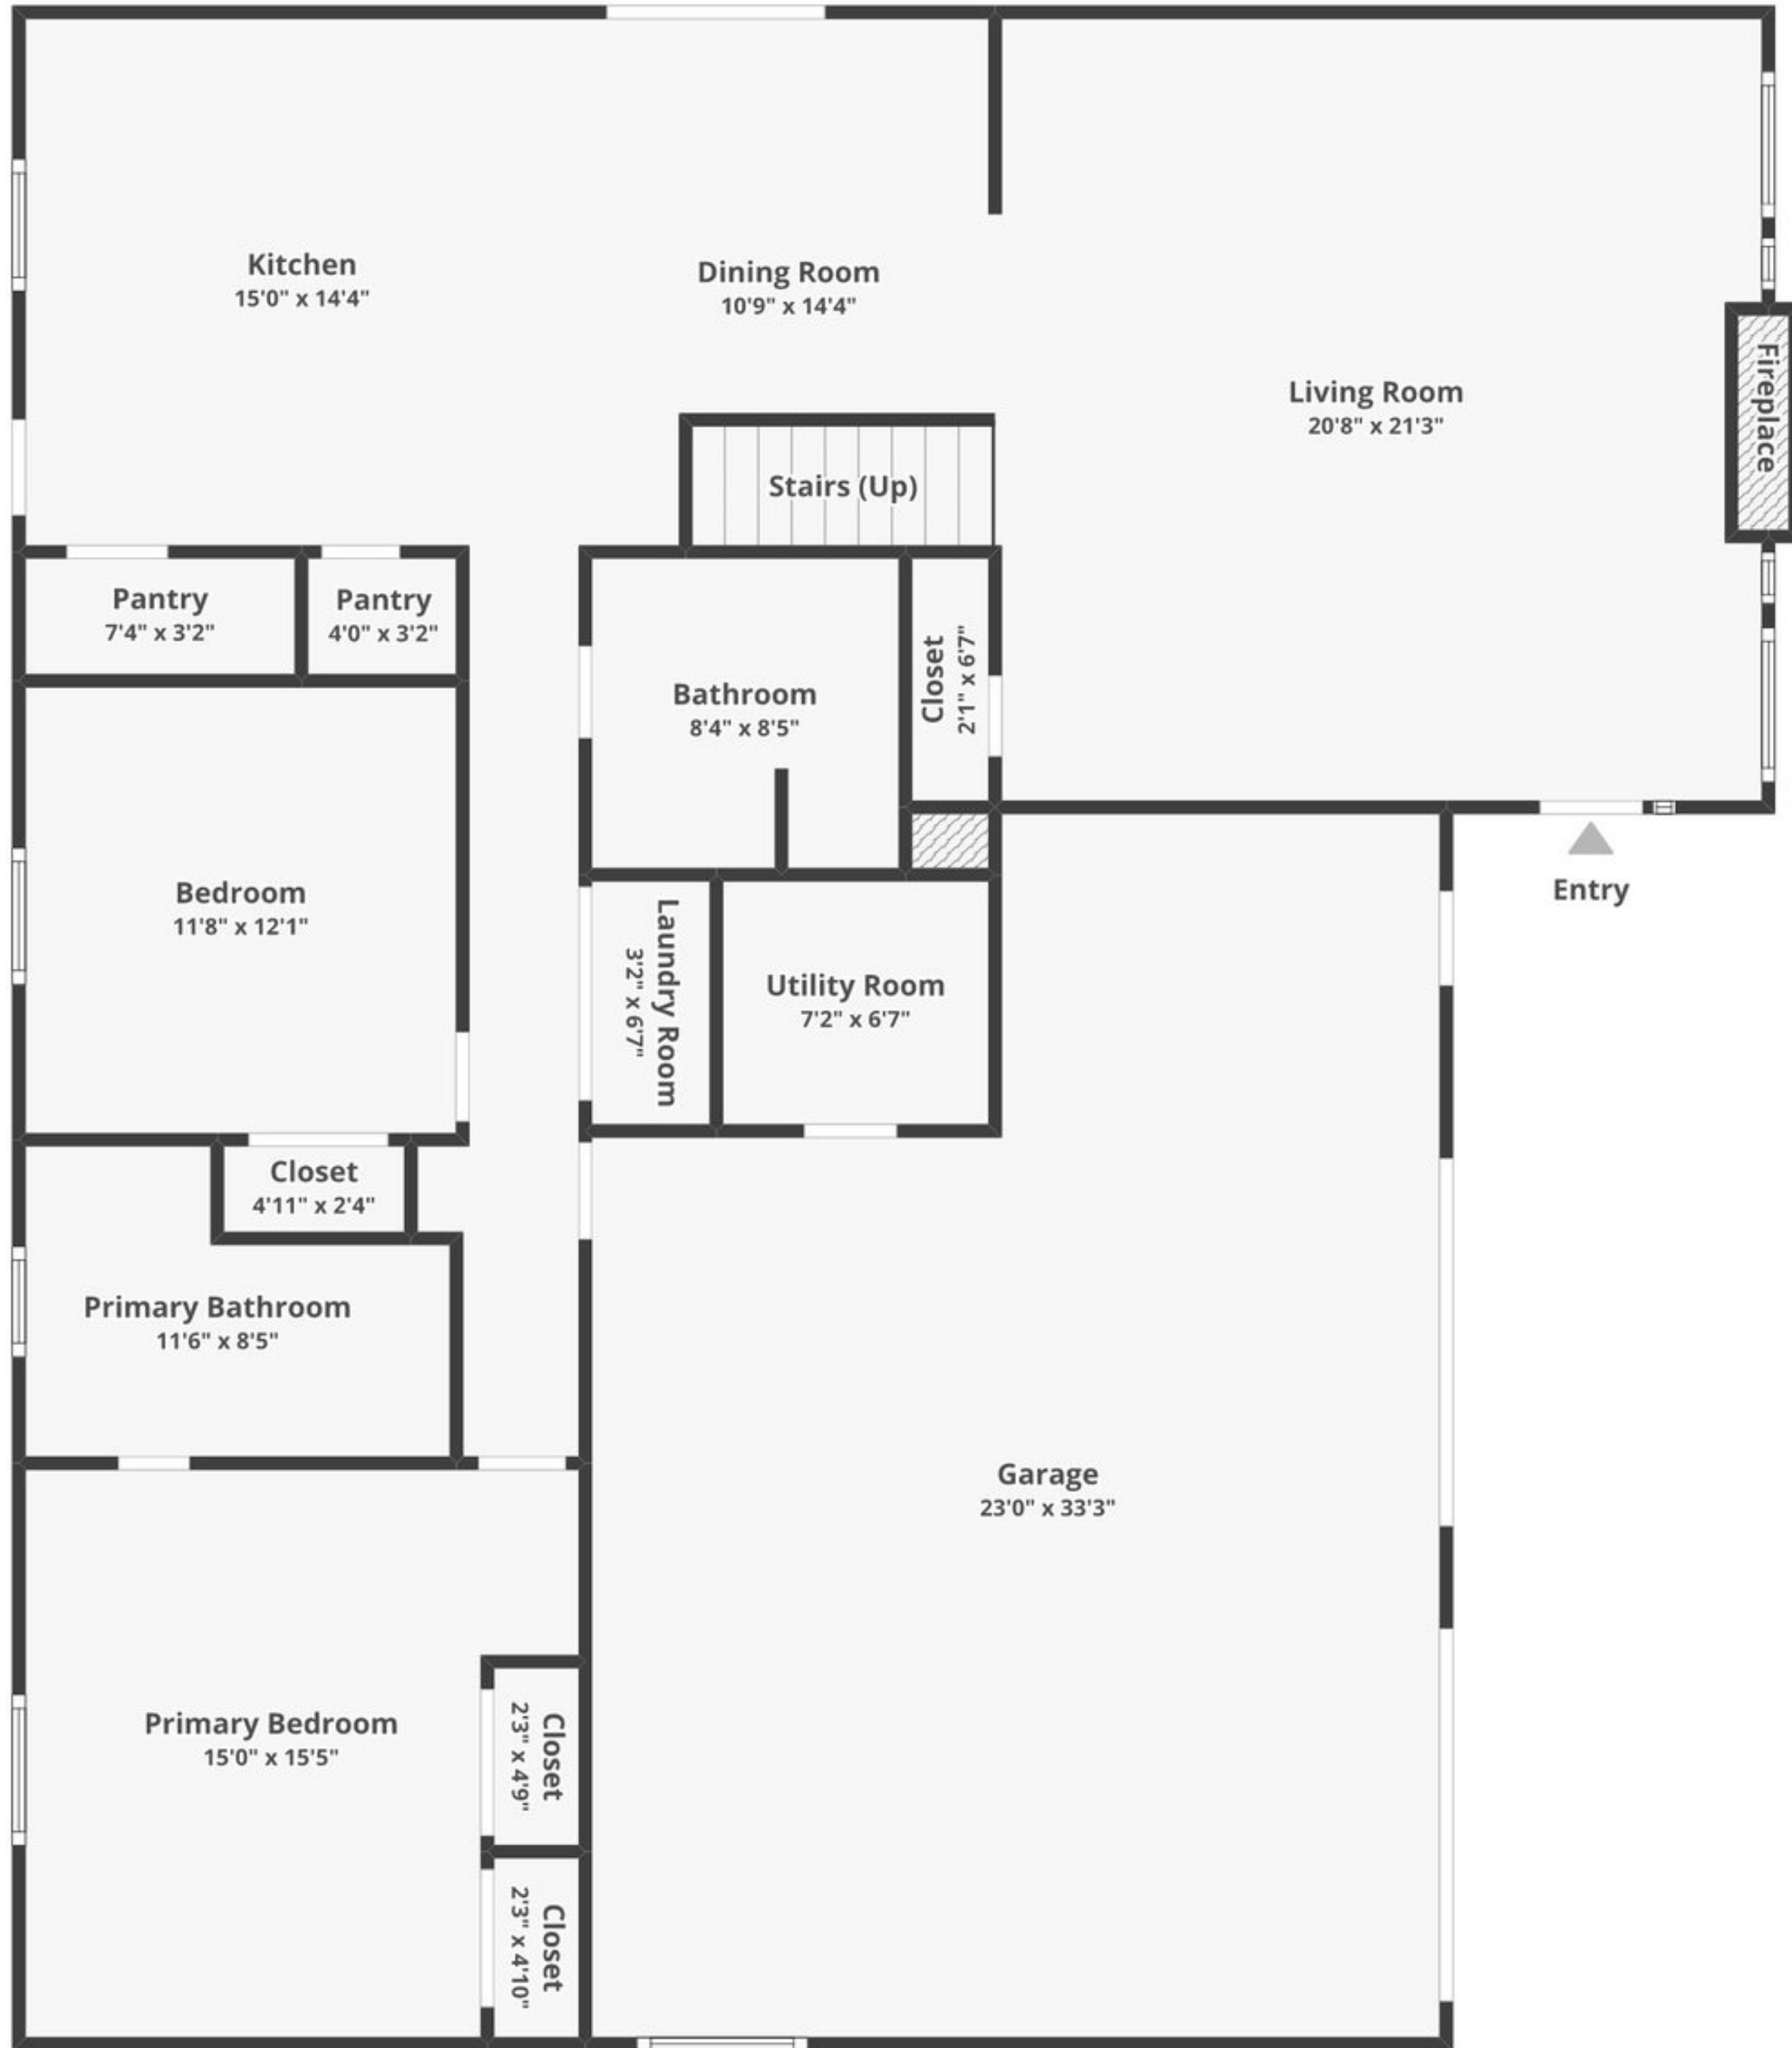 Kitchen
15'0" x 14'4"
Dining Room
10'9" x 14'4"
Living Room
20'8" x 21'3"
Fireplace
Stairs (Up)
Pantry
7'4" x 3'2"
Pantry
4'0" x 3'2"
Bathroom
8'4" x 8'5"
Closet
2'1" x 6'7"
Entry
Bedroom
11'8" x 12'1"
Laundry Room
3'2" x 6'7"
Utility Room
7'2" x 6'7"
Closet
4'11" x 2'4"
Primary Bathroom
11'6" x 8'5"
Garage
23'0" x 33'3"
Primary Bedroom
15'0" x 15'5"
Closet
2'3" x 4'9"
Closet
2'3" x 4'10"